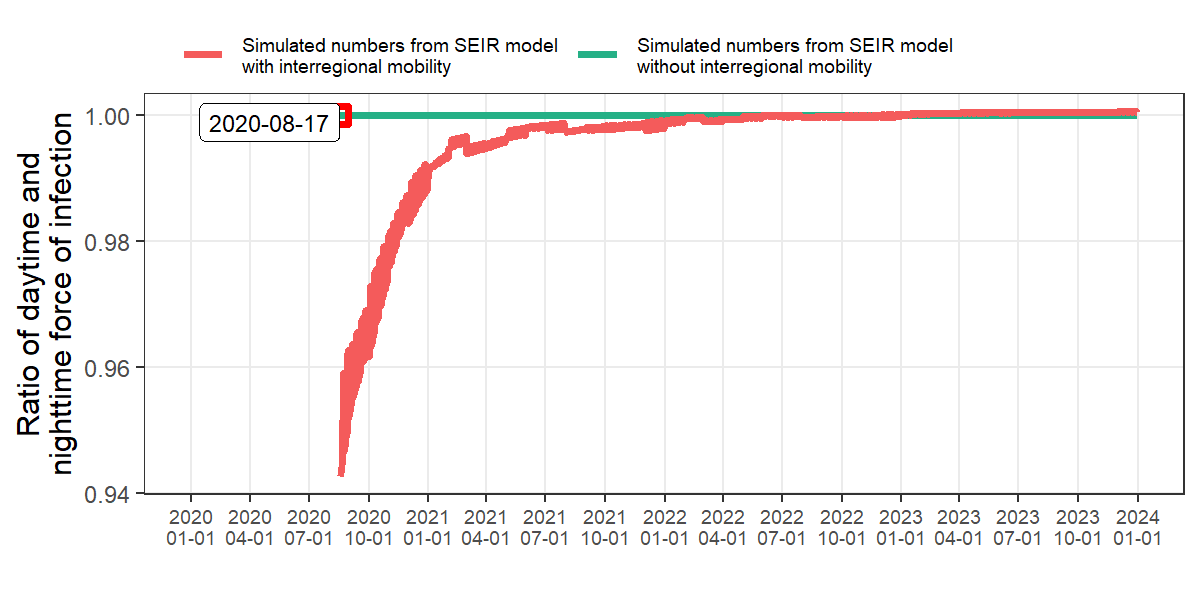 Simulated numbers from SEIR model
with interregional mobility
Simulated numbers from SEIR model
without interregional mobility
2020-08-17
Ratio of daytime and
nighttime force of infection
1.00
0.98
0.96
0.94
2020 2020 2020 2020 2021 2021 2021 2021 2022 2022 2022 2022 2023 2023 2023 2023 2024
01-01 04-01 07-01 10-01 01-01 04-01 07-01 10-01 01-01 04-01 07-01 10-01 01-01 04-01 07-01 10-01 01-01